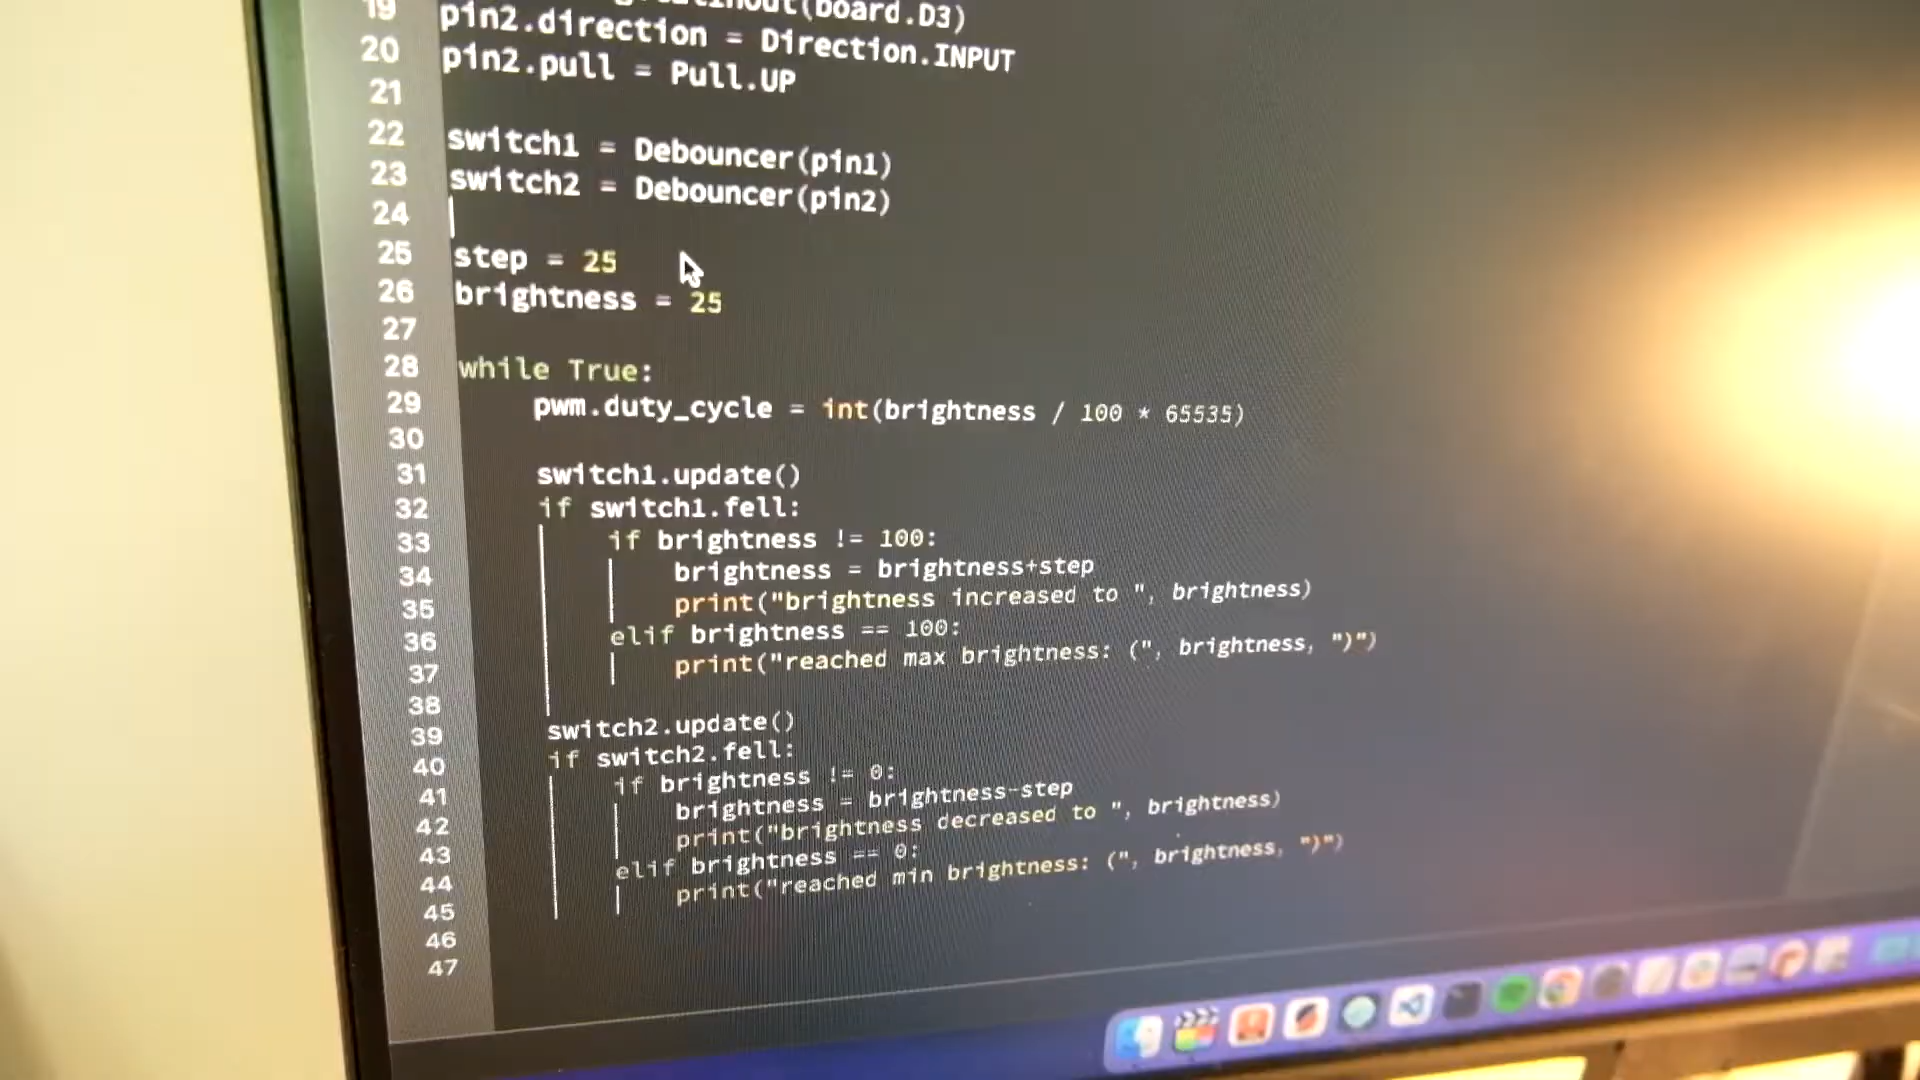 19 (board.D3)
20 pin2.direction = Direction.INPUT
21 pin2.pull = Pull.UP
22 switch1 = Debouncer(pin1)
23 switch2 = Debouncer(pin2)
24
25 step = 25
26 brightness = 25
27
28 while True:
29 pwm.duty_cycle = int(brightness / 100 * 65535)
30
31 switch1.update()
32 if switch1.fell:
33 if brightness != 100:
34 brightness = brightness+step
35 print("brightness increased to ", brightness)
36 elif brightness == 100:
37 print("reached max brightness: (", brightness, ")")
38
39 switch2.update()
40 if switch2.fell:
41 if brightness != 0:
42 brightness = brightness-step
43 print("brightness decreased to ", brightness)
44 elif brightness == 0:
45 print("reached min brightness: (", brightness, ")")
46
47